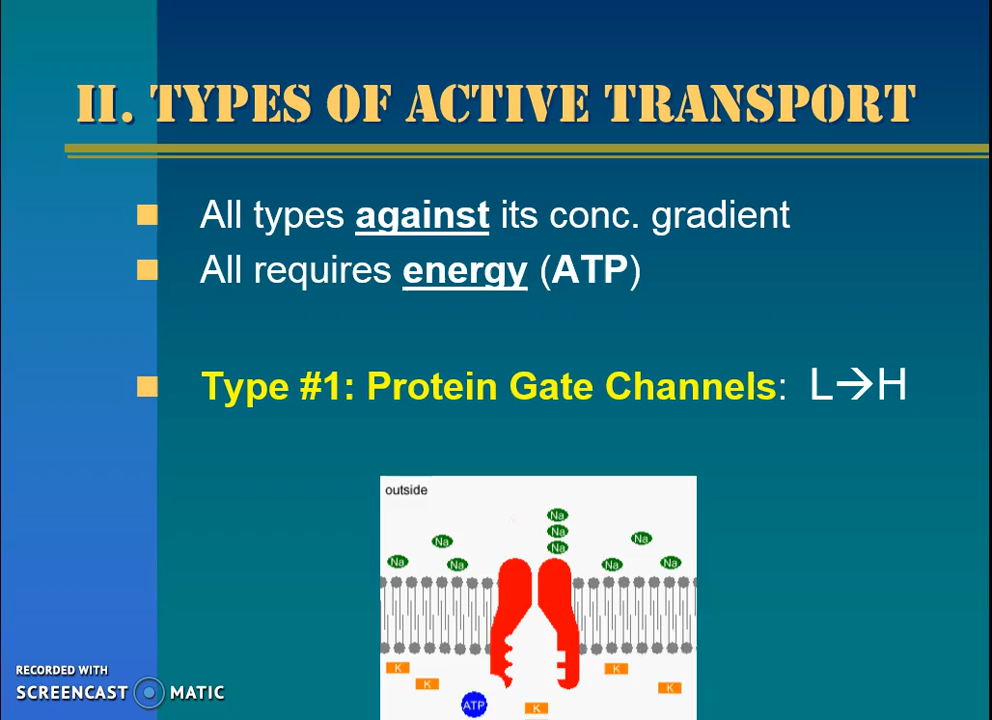 II. TYPES OF ACTIVE TRANSPORT
All types against its conc. gradient
All requires energy (ATP)
Type #1: Protein Gate Channels: L→H
outside
Na
Na
Na
Na
Na
Na
Na
Na
Na
K
K
K
K
ATP
K
RECORDED WITH
SCREENCAST MATIC